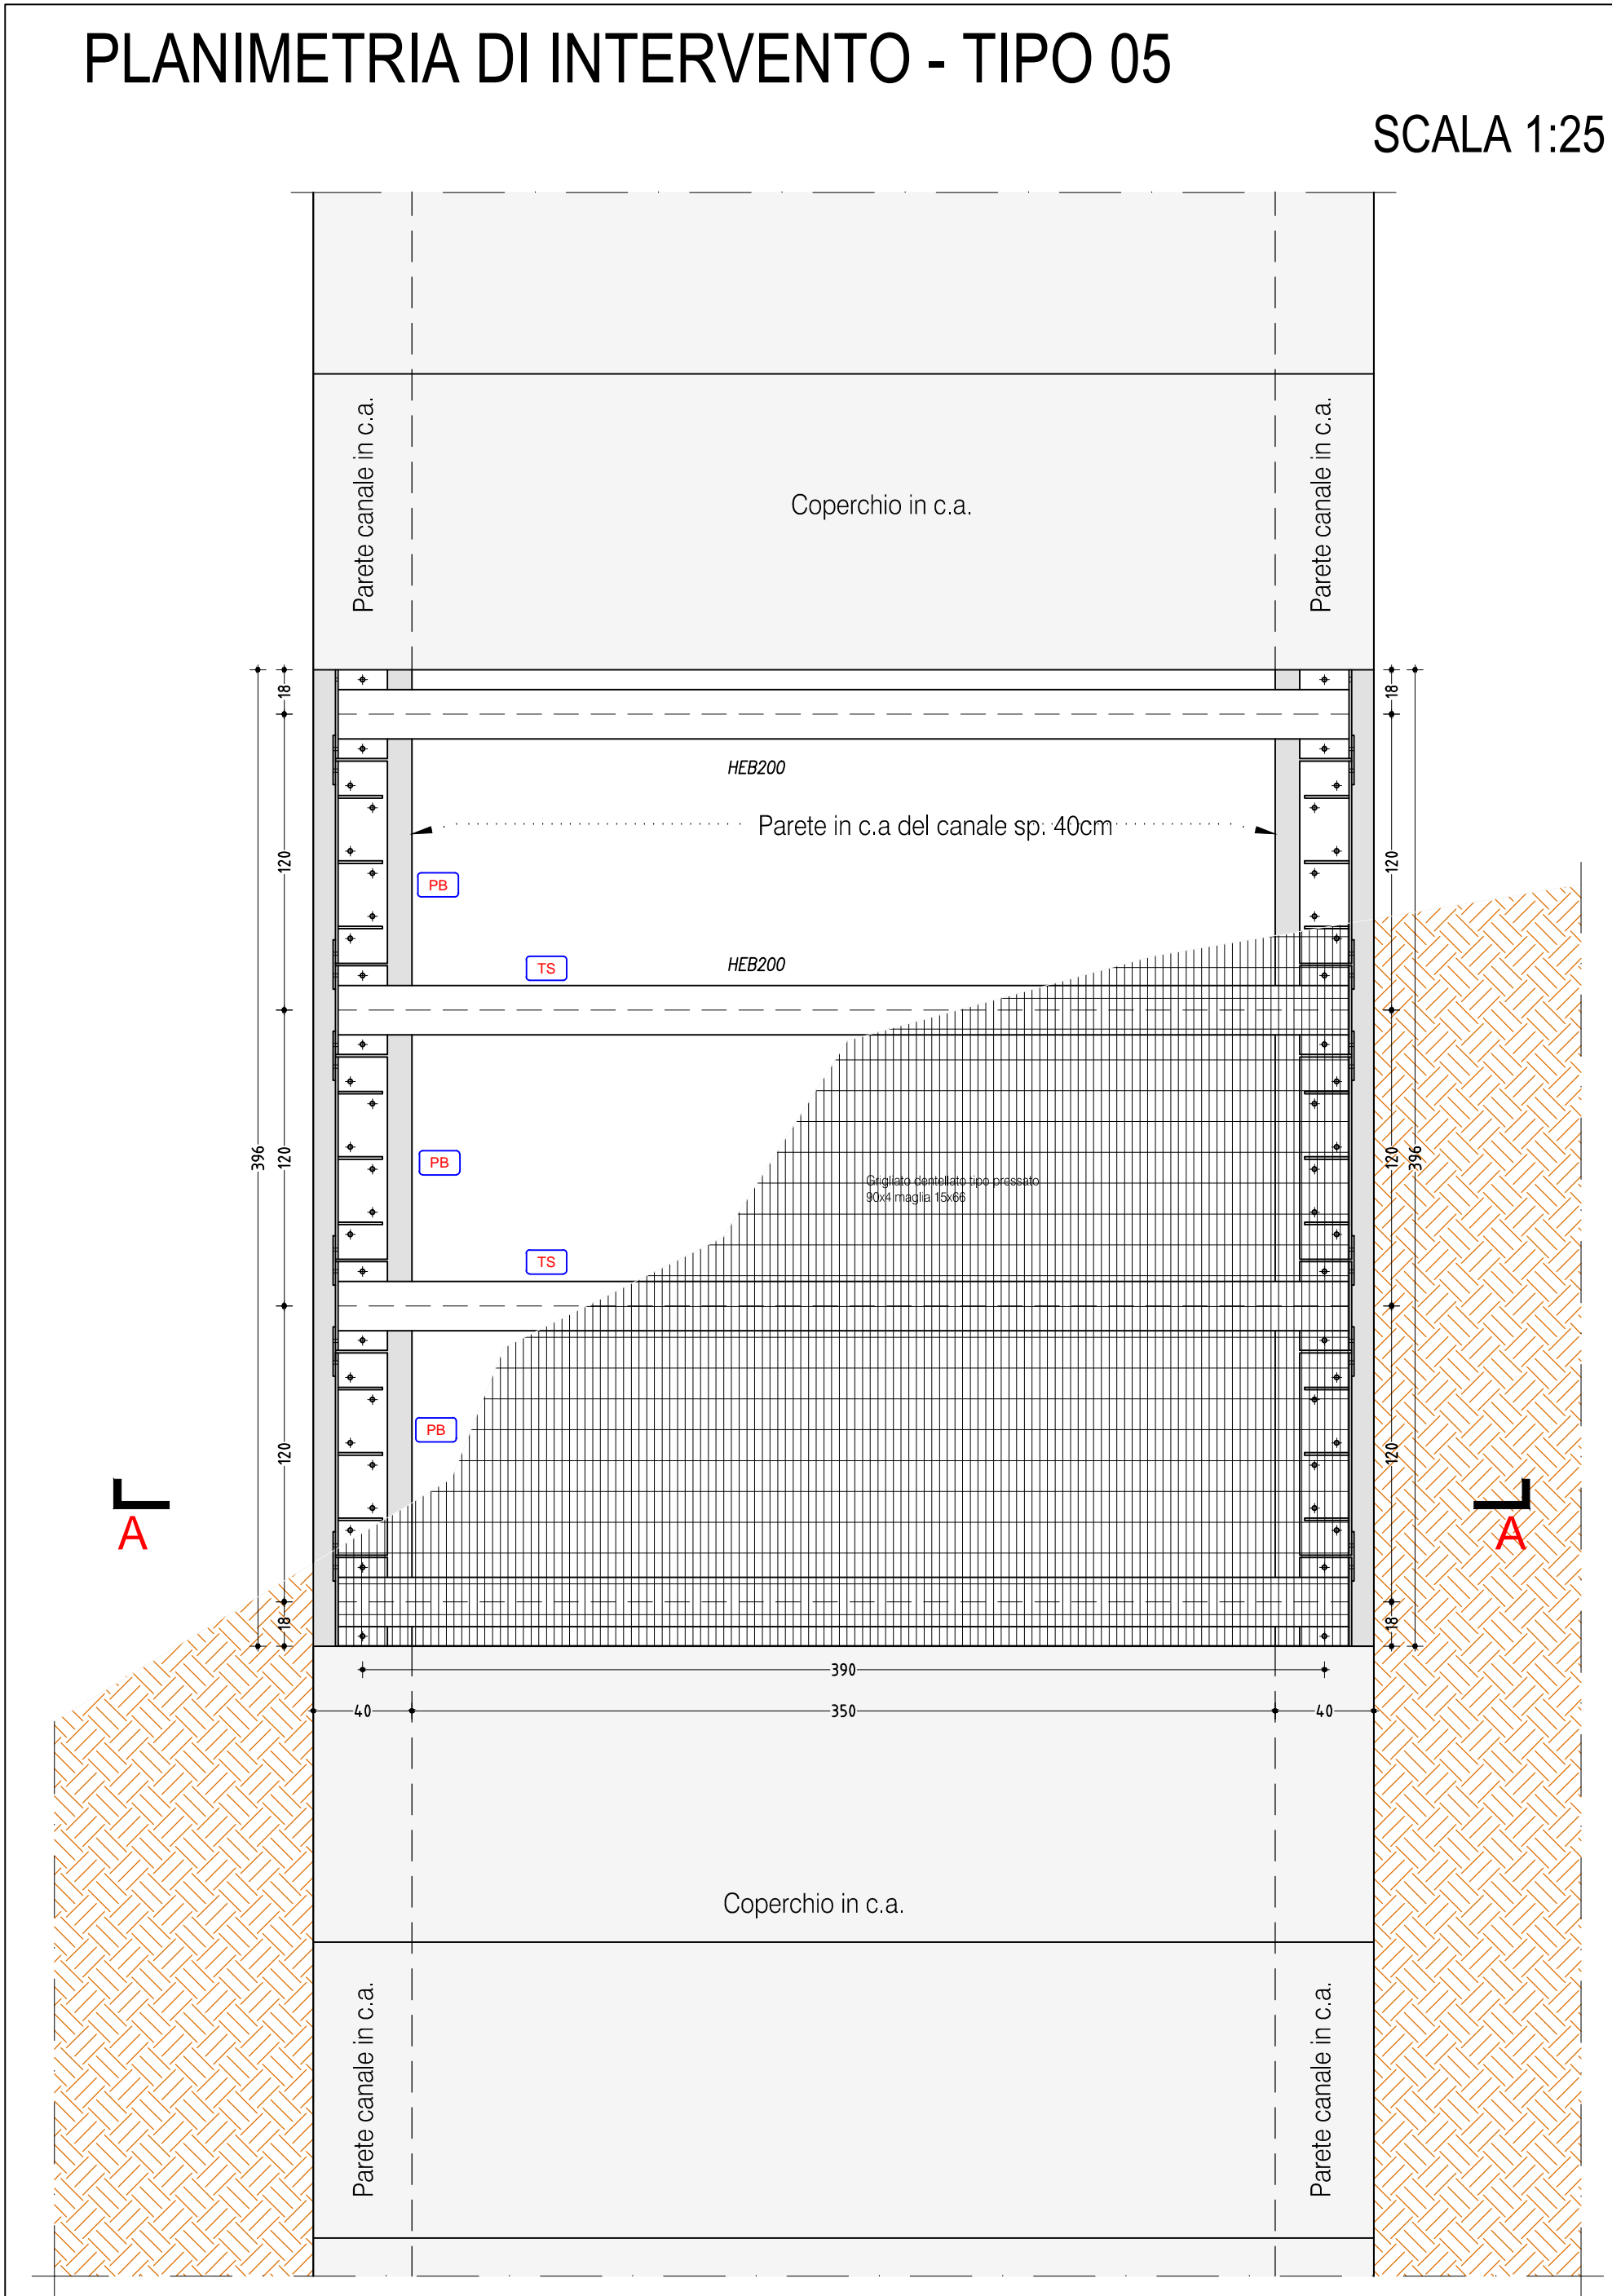 PLANIMETRIA DI INTERVENTO - TIPO 05
SCALA 1:25
Parete canale in c.a.
Coperchio in c.a.
Parete canale in c.a.
18
18
HEB200
Parete in c.a del canale sp. 40cm
120
120
PB
TS
HEB200
396
120
PB
120
396
Grigliato dentellato tipo pressato
90x4 maglia 15x66
TS
PB
120
120
A
A
18
18
390
40
350
40
Coperchio in c.a.
Parete canale in c.a.
Parete canale in c.a.